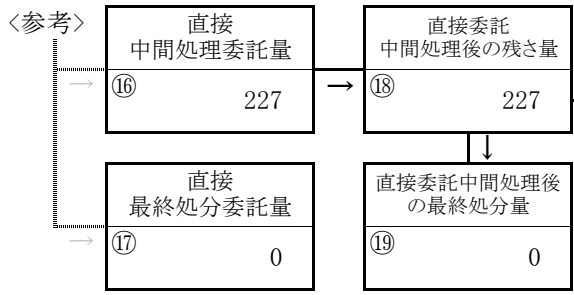 〈参考〉
直接
中間処理委託量
⑯
227
→
→
直接委託
中間処理後の残さ量
⑱
227
↓
直接
最終処分委託量
→
⑰
0
直接委託中間処理後
の最終処分量
⑲
0